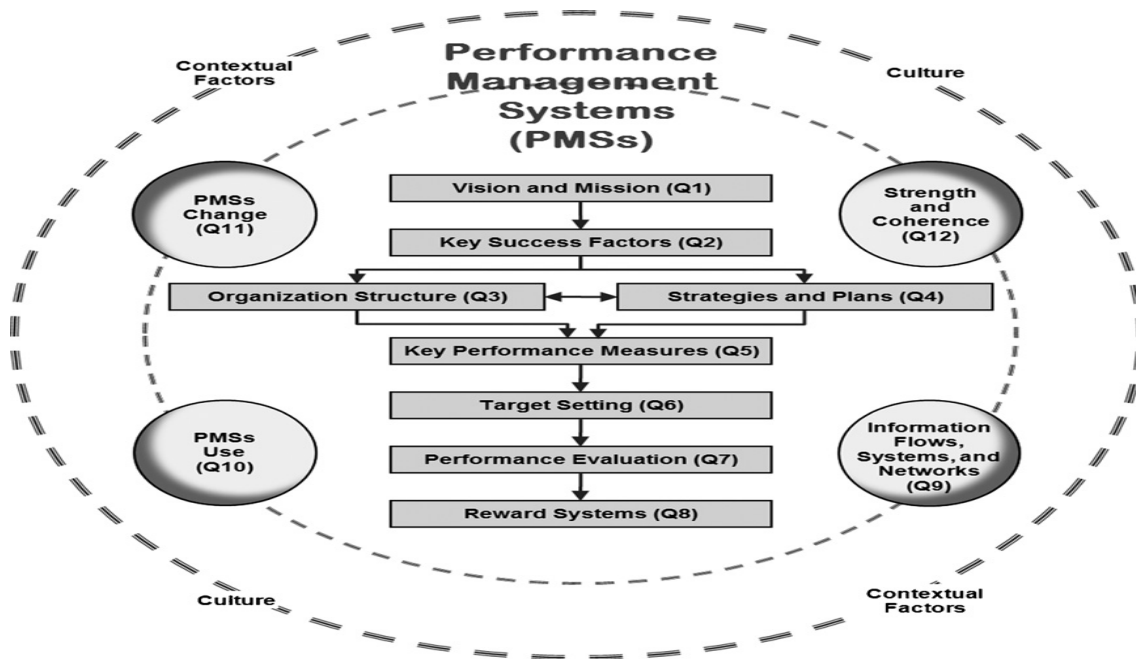 Performance
Management
Systems
(PMSs)
Contextual
Factors
Culture
Vision and Mission (Q1)
PMSs
Change
(Q11)
Strength
and
Coherence
(Q12)
Key Success Factors (Q2)
Organization Structure (Q3)
Strategies and Plans (Q4)
Key Performance Measures (Q5)
Target Setting (Q6)
PMSs
Use
(Q10)
Information
Flows,
Systems, and
Networks
(Q9)
Performance Evaluation (Q7)
Reward Systems (Q8)
Culture
Contextual
Factors